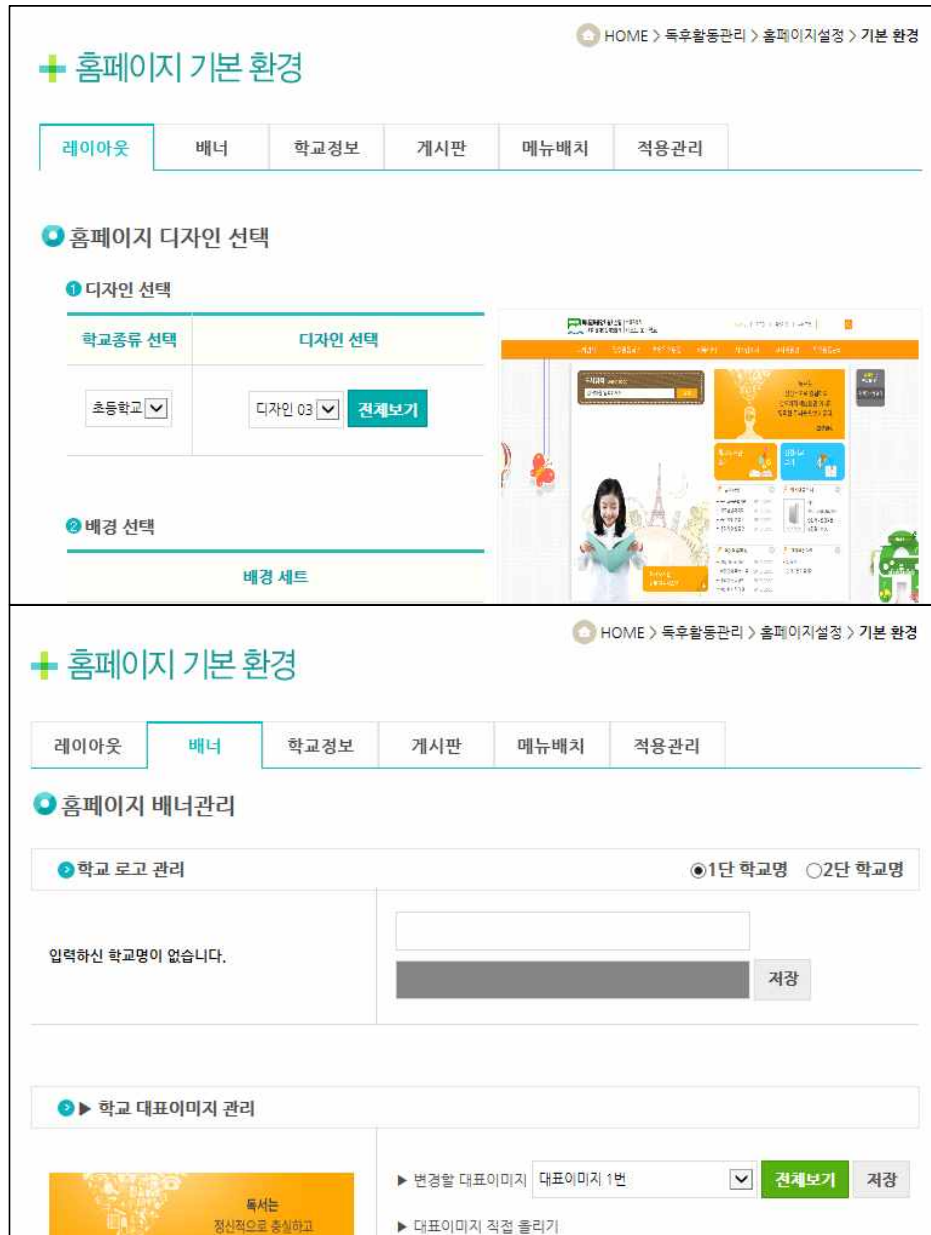 HOME > 독후활동관리 > 홈페이지설정 > 기본 환경
홈페이지 기본 환경
레이아웃 배너 학교정보 게시판 메뉴배치 적용관리
홈페이지 디자인 선택
1 디자인 선택
학교종류 선택 디자인 선택
초등학교 디자인 03 전체보기
2 배경 선택
배경 세트
HOME > 독후활동관리 > 홈페이지설정 > 기본 환경
홈페이지 기본 환경
레이아웃 배너 학교정보 게시판 메뉴배치 적용관리
홈페이지 배너관리
학교 로고 관리 1단 학교명 2단 학교명
입력하신 학교명이 없습니다.
저장
▶ 학교 대표이미지 관리
▶ 변경할 대표이미지 대표이미지 1번 전체보기 저장
독서는
정신적으로 충실하고
▶ 대표이미지 직접 올리기